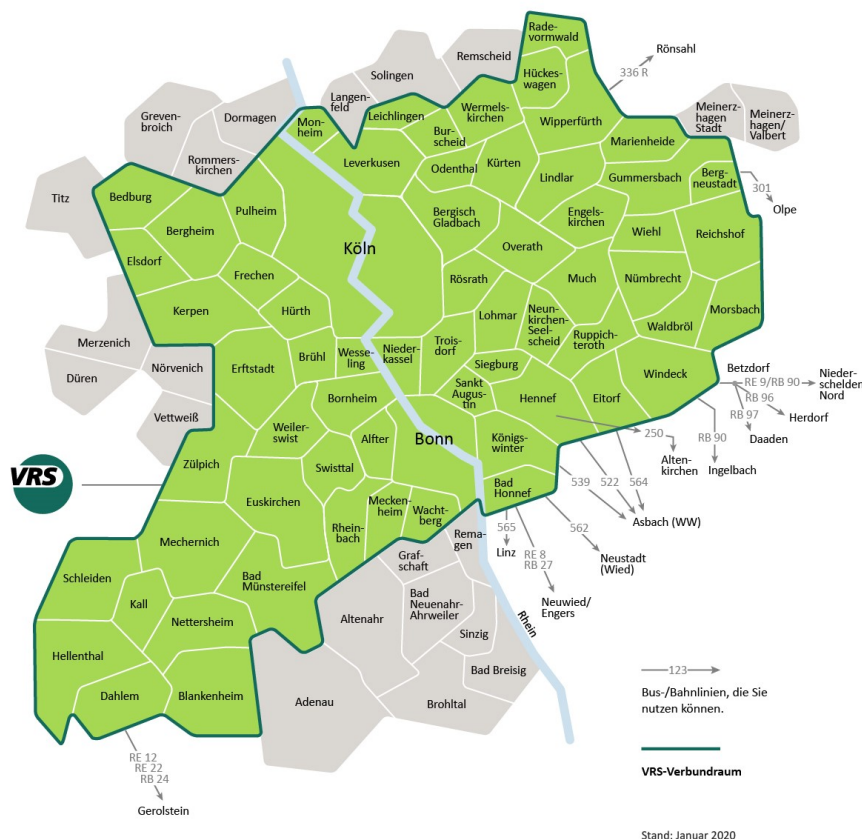 Rade-
vormwald
Rönsahl
336 R
Remscheid
Solingen
Hückes-
wagen
Langen-
feld
Meinerz-
hagen
Stadt
Meinerz-
hagen/
Valbert
Greven-
broich
Dormagen
Mon-
heim
Leichlingen
Wermels-
kirchen
Wipperfürth
Bur-
scheid
Marienheide
Rommers-
kirchen
Leverkusen
Odenthal
Kürten
Lindlar
Gummersbach
Berg-
neustadt
301
Olpe
Titz
Bedburg
Pulheim
Bergheim
Bergisch
Gladbach
Engels-
kirchen
Wiehl
Reichshof
Köln
Overath
Elsdorf
Frechen
Rösrath
Much
Nümbrecht
Kerpen
Hürth
Lohmar
Neun-
kirchen-
Seel-
scheid
Morsbach
Waldbröl
Ruppich-
teroth
Merzenich
Nörvenich
Düren
Erftstadt
Brühl
Wesse-
ling
Nieder-
kassel
Trois-
dorf
Siegburg
Windeck
Betzdorf
RE 9/RB 90
Nieder-
schelden
Nord
RB 96
Herdorf
RB 97
Daaden
Sankt
Augus-
tin
Hennef
Eitorf
Vettweiß
Bornheim
Weiler-
swist
Alfter
Bonn
Königs-
winter
250
Alten-
kirchen
RB 90
Ingelbach
Zülpich
Swisttal
VRS
Bad
Honnef
539
522
564
Asbach (WW)
Euskirchen
Rhein-
bach
Mecken-
heim
Wacht-
berg
565
Linz
562
Neustadt
(Wied)
Mechernich
Rema-
gen
Graf-
schaft
RE 8
RB 27
Neuwied/
Engers
Schleiden
Bad
Münstereifel
Kall
Nettersheim
Altenahr
Bad
Neuenahr-
Ahrweiler
Sinzig
Rhein
Hellenthal
Bad Breisig
Dahlem
Blankenheim
Adenau
Brohltal
RE 12
RE 22
RB 24
Gerolstein
123
Bus-/Bahnlinien, die Sie
nutzen können.
VRS-Verbundraum
Stand: Januar 2020